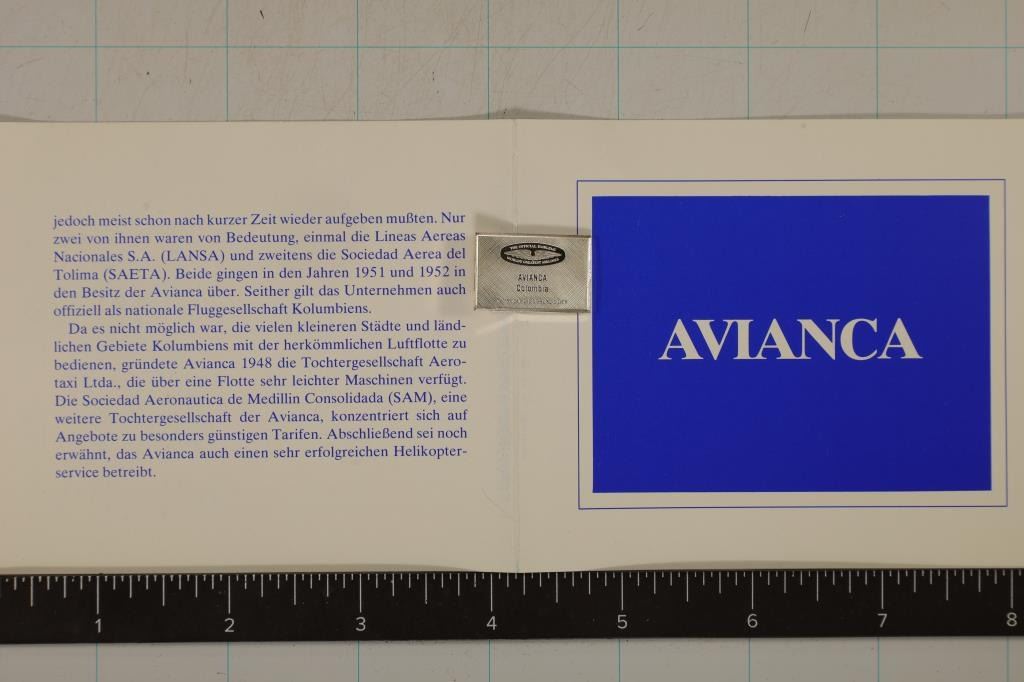 jedoch meist schon nach kurzer Zeit wieder aufgeben mußten. Nur
zwei von ihnen waren von Bedeutung, einmal die Lineas Aereas
Nacionales S.A. (LANSA) und zweitens die Sociedad Aerea del
Tolima (SAETA). Beide gingen in den Jahren 1951 und 1952 in
den Besitz der Avianca über. Seither gilt das Unternehmen auch
offiziell als nationale Fluggesellschaft Kolumbiens.
Da es nicht möglich war, die vielen kleineren Städte und länd-
lichen Gebiete Kolumbiens mit der herkömmlichen Luftflotte zu
bedienen, gründete Avianca 1948 die Tochtergesellschaft Aero-
taxi Ltda., die über eine Flotte sehr leichter Maschinen verfügt.
Die Sociedad Aeronautica de Medillin Consolidada (SAM), eine
weitere Tochtergesellschaft der Avianca, konzentriert sich auf
Angebote zu besonders günstigen Tarifen. Abschließend sei noch
erwähnt, das Avianca auch einen sehr erfolgreichen Helikopter-
service betreibt.
THE OFFICIAL EMBLEMS
WORLD'S GREATEST AIRLINES
AVIANCA
Colombia
AVIANCA
1 2 3 4 5 6 7 8